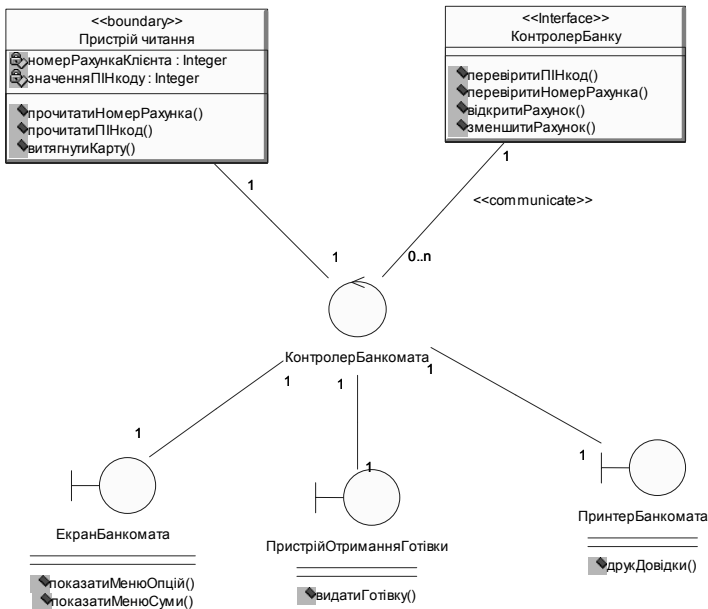 <<boundary>>
Пристрій читання
номерРахункаКлієнта : Integer
значенняПІНкоду : Integer
прочитатиНомерРахунка()
прочитатиПІНкод()
витягнутиКарту()
<<Interface>>
КонтролерБанку
перевіритиПІНкод()
перевіритиНомерРахунка()
відкритиРахунок()
зменшитиРахунок()
1
1
<<communicate>>
1
0..n
КонтролерБанкомата
1
1
1
1
1
1
ЕкранБанкомата
показатиМенюОпцій()
показатиМенюСуми()
ПристрійОтриманняГотівки
видатиГотівку()
ПринтерБанкомата
друкДовідки()